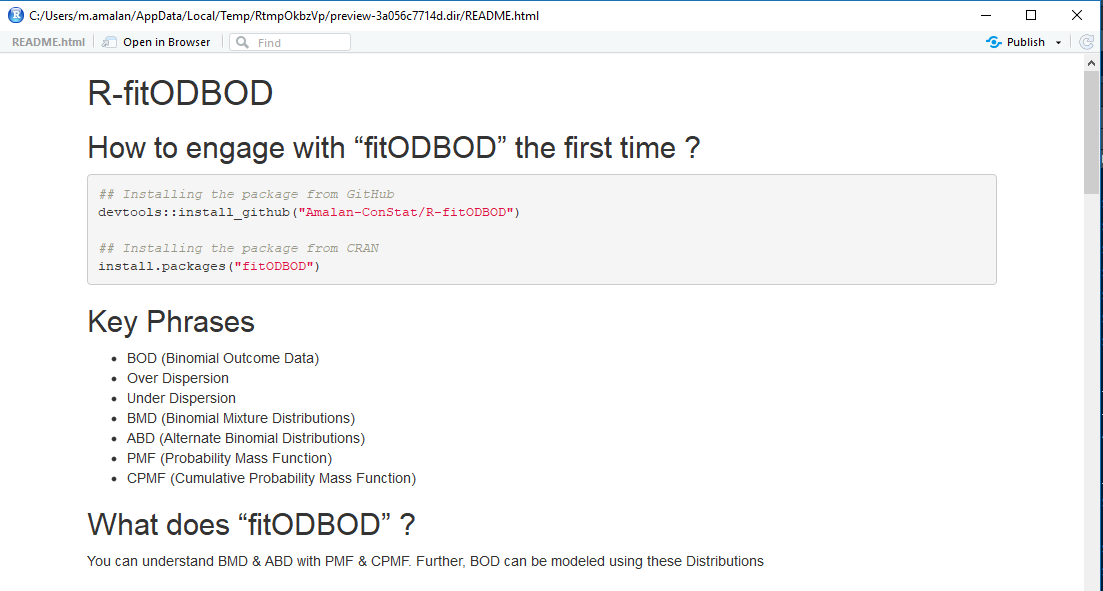 C:/Users/m.amalan/AppData/Local/Temp/RtmpOkbzVp/preview-3a056c7714d.dir/README.html
README.html Open in Browser Find Publish
R-fitODBOD
How to engage with “fitODBOD” the first time ?
## Installing the package from GitHub
devtools::install_github("Amalan-ConStat/R-fitODBOD")
## Installing the package from CRAN
install.packages("fitODBOD")
Key Phrases
• BOD (Binomial Outcome Data)
• Over Dispersion
• Under Dispersion
• BMD (Binomial Mixture Distributions)
• ABD (Alternate Binomial Distributions)
• PMF (Probability Mass Function)
• CPMF (Cumulative Probability Mass Function)
What does “fitODBOD” ?
You can understand BMD & ABD with PMF & CPMF. Further, BOD can be modeled using these Distributions